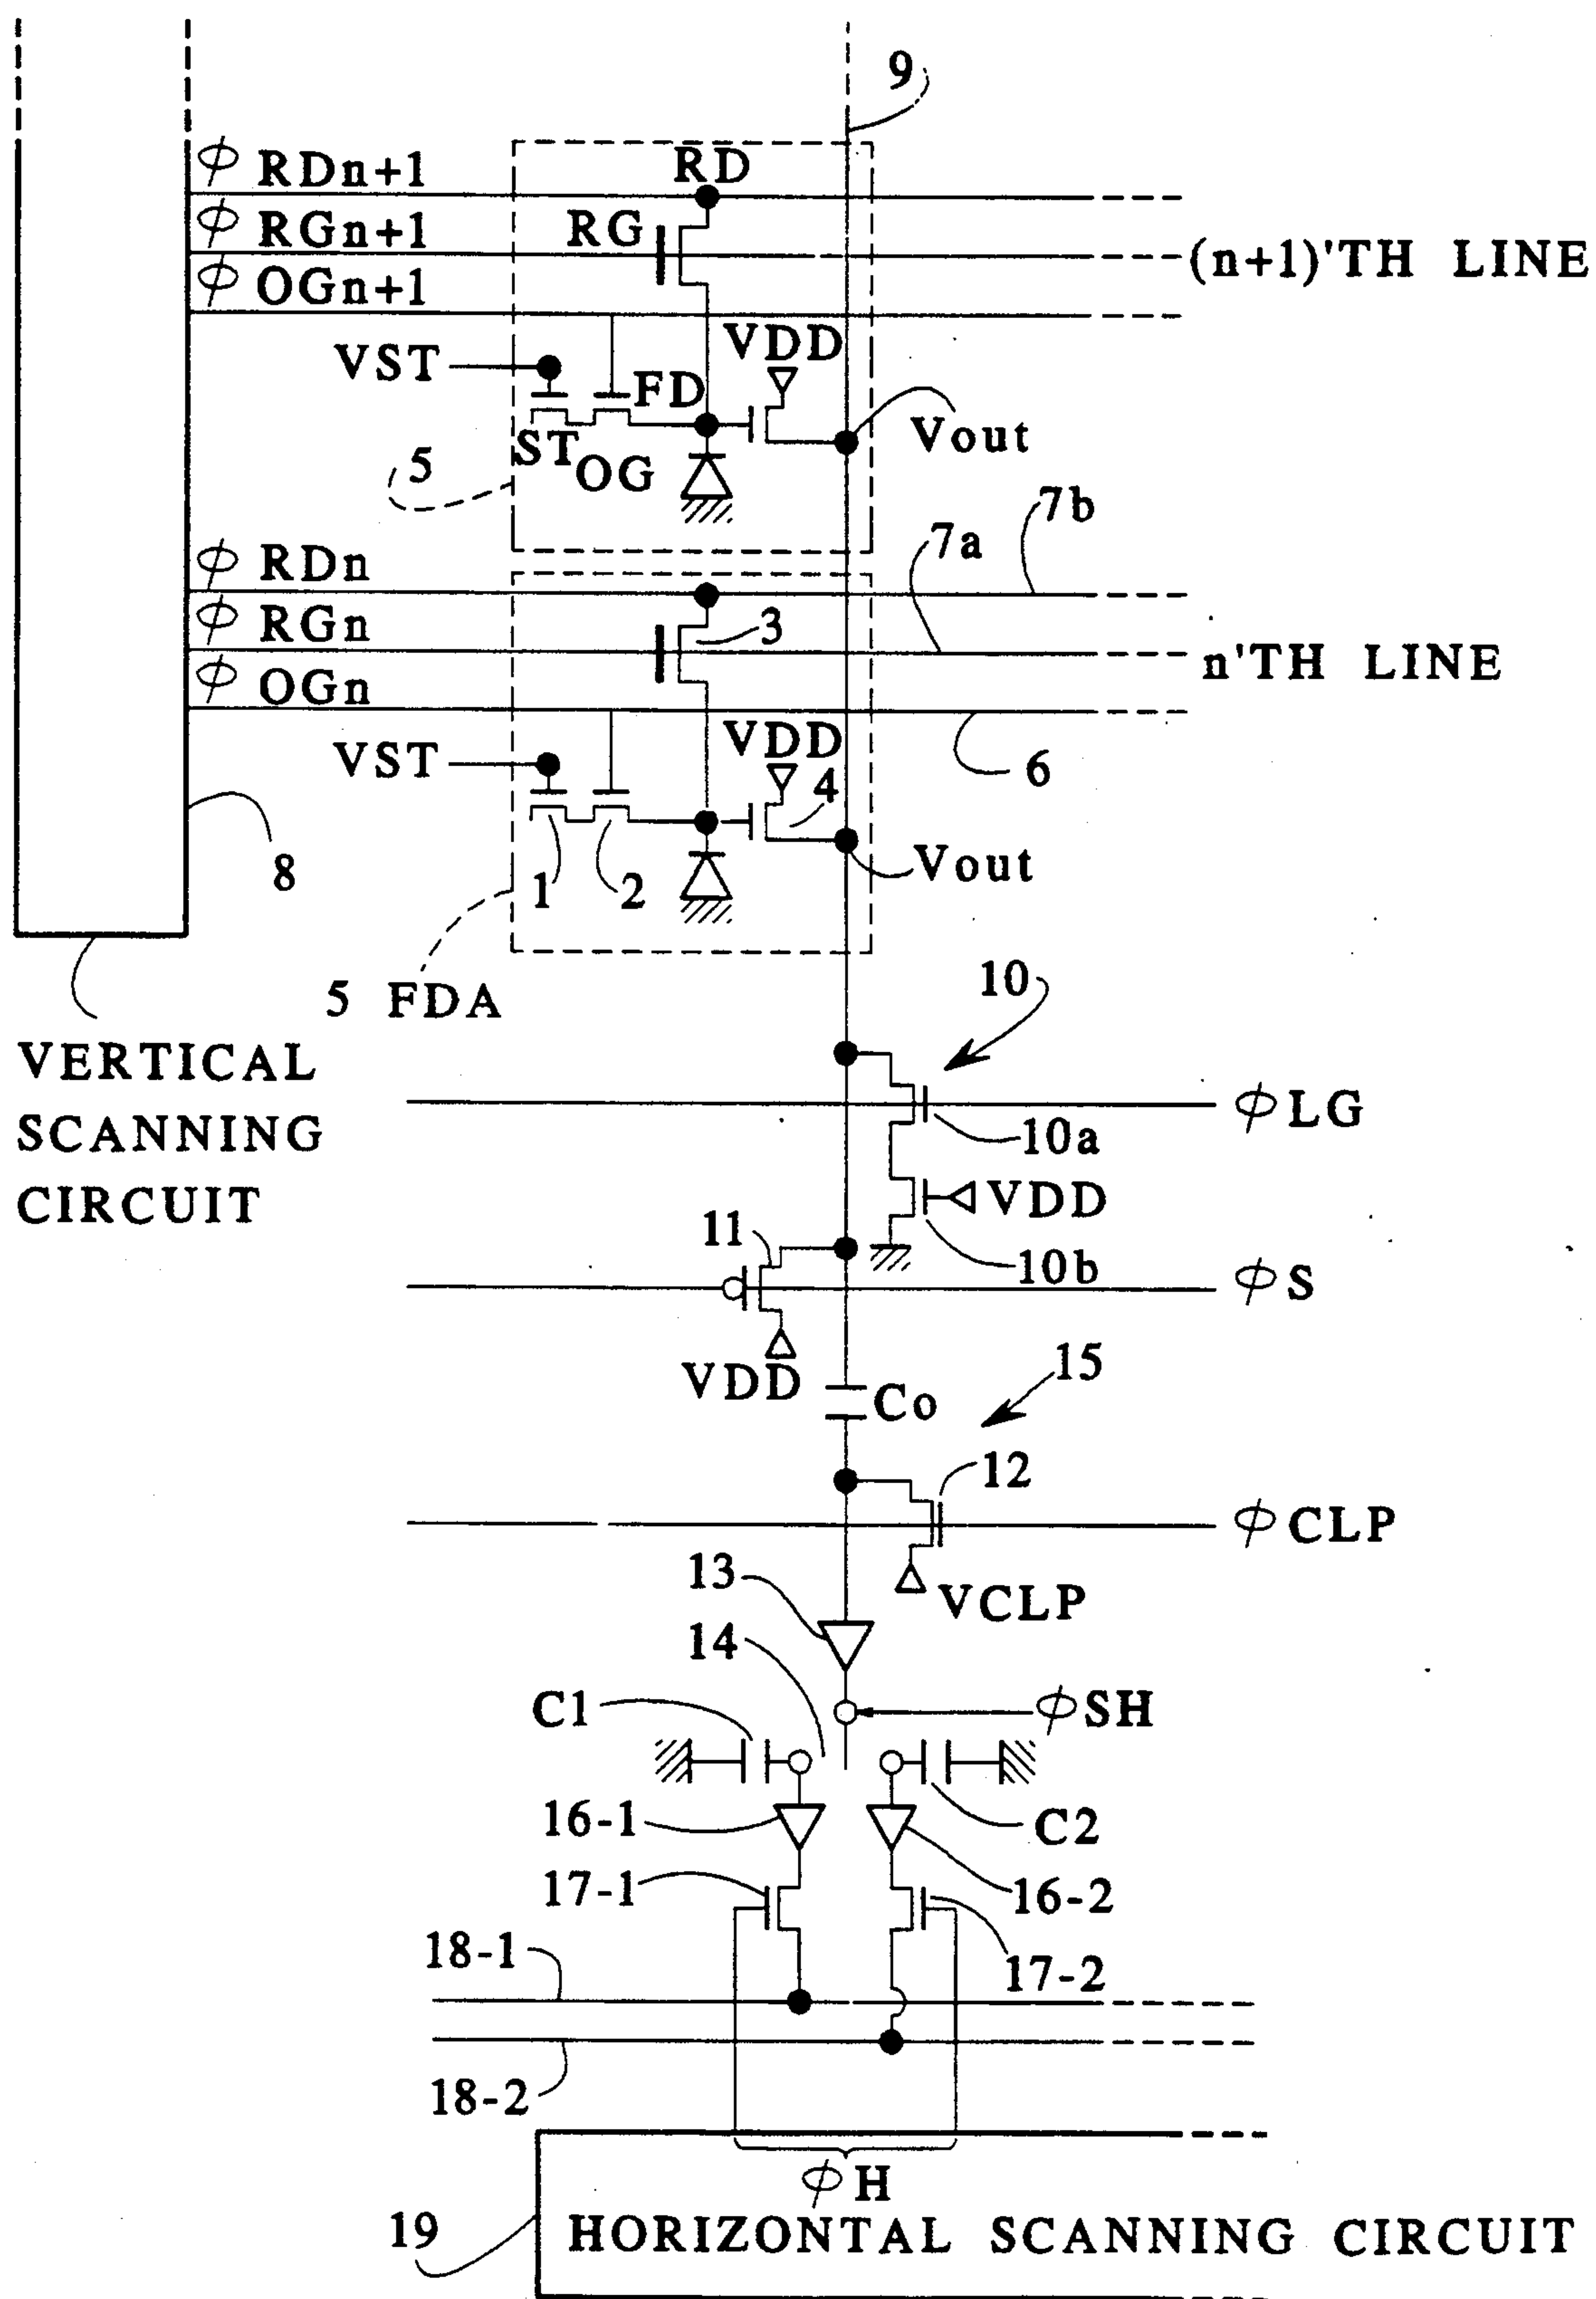 9
ϕ RDn+1
RD
ϕ RGn+1
RG
(n+1)'TH LINE
ϕ OGn+1
VST
VDD
FD
Vout
ST
OG
5
7b
7a
ϕ RDn
ϕ RGn
3
n'TH LINE
ϕ OGn
VST
VDD
4
6
8
1
2
Vout
5 FDA
10
VERTICAL
SCANNING
CIRCUIT
ϕ LG
10a
VDD
11
10b
ϕ S
VDD
Co
15
12
ϕ CLP
13
VCLP
14
C1
ϕ SH
16-1
C2
17-1
16-2
18-1
17-2
18-2
ϕ H
19
HORIZONTAL SCANNING CIRCUIT